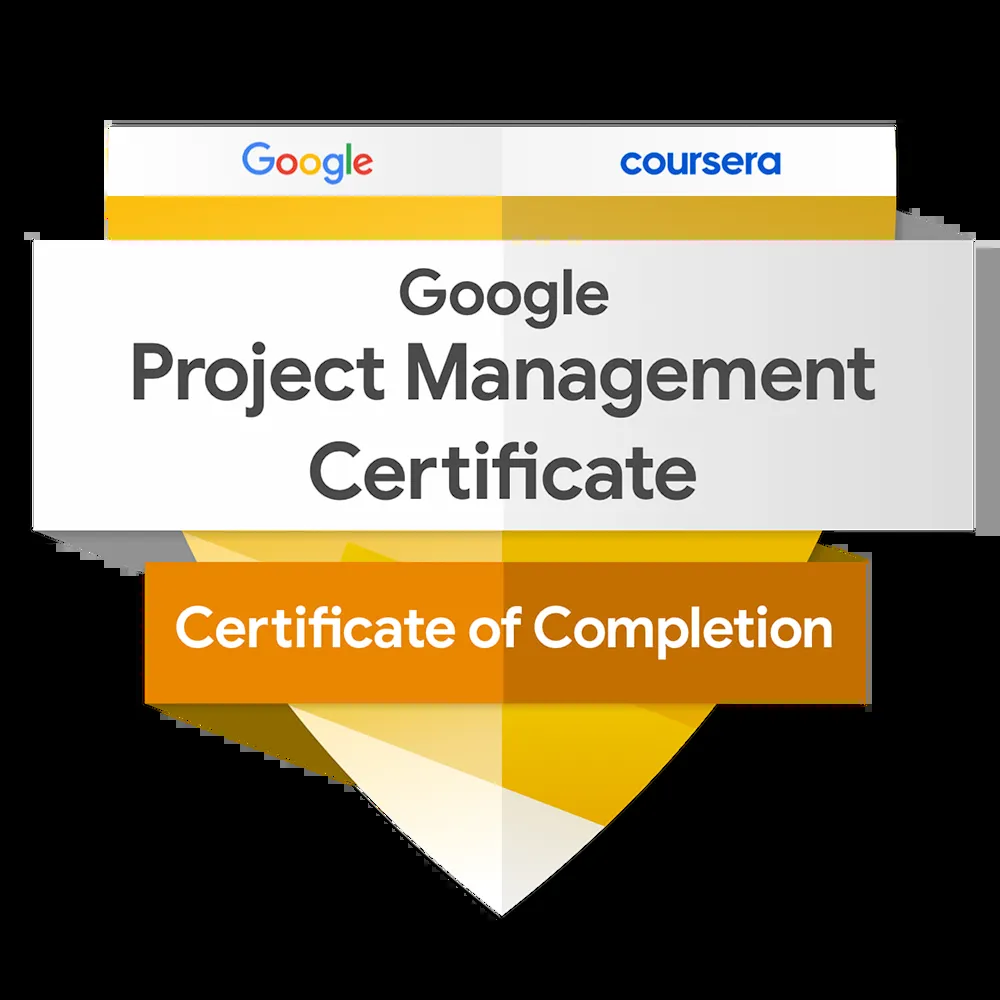 Google coursera
Google
Project Management
Certificate
Certificate of Completion